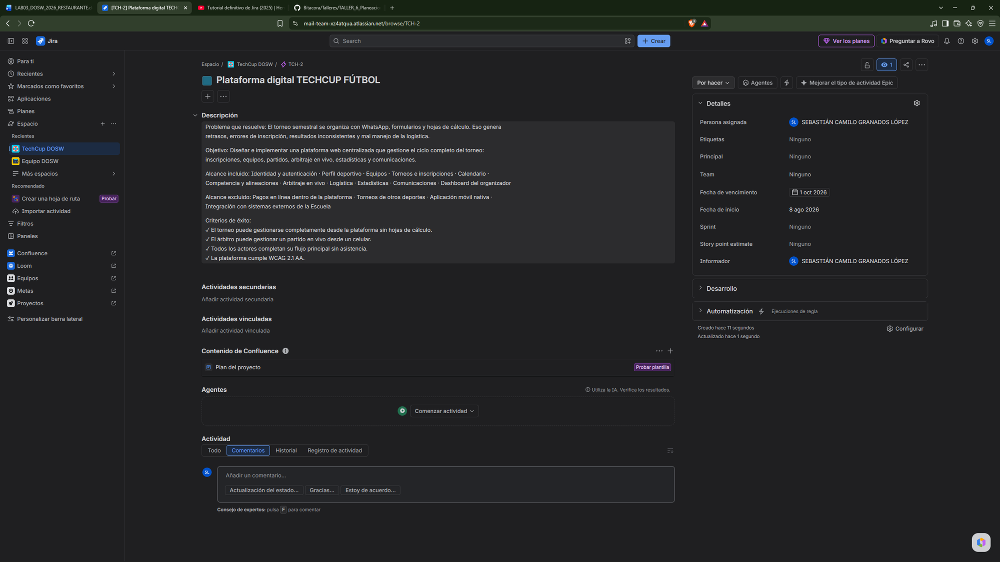 LAB03_DOSW_2026_RESTAURANTE.d
[TCH-2] Plataforma digital TECHC
Tutorial definitivo de Jira (2025) | Her
Bitacora/Talleres/TALLER_6_Planeacio
mail-team-xz4atqua.atlassian.net/browse/TCH-2
Jira
Search
Crear
Ver los planes
Preguntar a Rovo
SL
Para ti
Recientes
Marcados como favoritos
Aplicaciones
Planes
Espacio
Recientes
TechCup DOSW
Equipo DOSW
Más espacios
Recomendado
Crear una hoja de ruta
Probar
Importar actividad
Filtros
Paneles
Confluence
Loom
Equipos
Metas
Proyectos
Personalizar barra lateral
Espacio / TechCup DOSW / TCH-2
Plataforma digital TECHCUP FÚTBOL
Descripción
Problema que resuelve: El torneo semestral se organiza con WhatsApp, formularios y hojas de cálculo. Eso genera
retrasos, errores de inscripción, resultados inconsistentes y mal manejo de la logística.
Objetivo: Diseñar e implementar una plataforma web centralizada que gestione el ciclo completo del torneo:
inscripciones, equipos, partidos, arbitraje en vivo, estadísticas y comunicaciones.
Alcance incluido: Identidad y autenticación · Perfil deportivo · Equipos · Torneos e inscripciones · Calendario ·
Competencia y alineaciones · Arbitraje en vivo · Logística · Estadísticas · Comunicaciones · Dashboard del organizador
Alcance excluido: Pagos en línea dentro de la plataforma · Torneos de otros deportes · Aplicación móvil nativa ·
Integración con sistemas externos de la Escuela
Criterios de éxito:
✓ El torneo puede gestionarse completamente desde la plataforma sin hojas de cálculo.
✓ El árbitro puede gestionar un partido en vivo desde un celular.
✓ Todos los actores completan su flujo principal sin asistencia.
✓ La plataforma cumple WCAG 2.1 AA.
Actividades secundarias
Añadir actividad secundaria
Actividades vinculadas
Añadir actividad vinculada
Contenido de Confluence
Plan del proyecto
Probar plantilla
Agentes
Utiliza la IA. Verifica los resultados.
Comenzar actividad
Actividad
Todo
Comentarios
Historial
Registro de actividad
SL
Añadir un comentario...
Actualización del estado...
Gracias...
Estoy de acuerdo...
Consejo de expertos: pulsa F para comentar
1
Por hacer
Agentes
Mejorar el tipo de actividad Epic
Detalles
Persona asignada
SL SEBASTIÁN CAMILO GRANADOS LÓPEZ
Etiquetas
Ninguno
Principal
Ninguno
Team
Ninguno
Fecha de vencimiento
1 oct 2026
Fecha de inicio
8 ago 2026
Sprint
Ninguno
Story point estimate
Ninguno
Informador
SL SEBASTIÁN CAMILO GRANADOS LÓPEZ
Desarrollo
Automatización
Ejecuciones de regla
Creado hace 11 segundos
Actualizado hace 1 segundo
Configurar